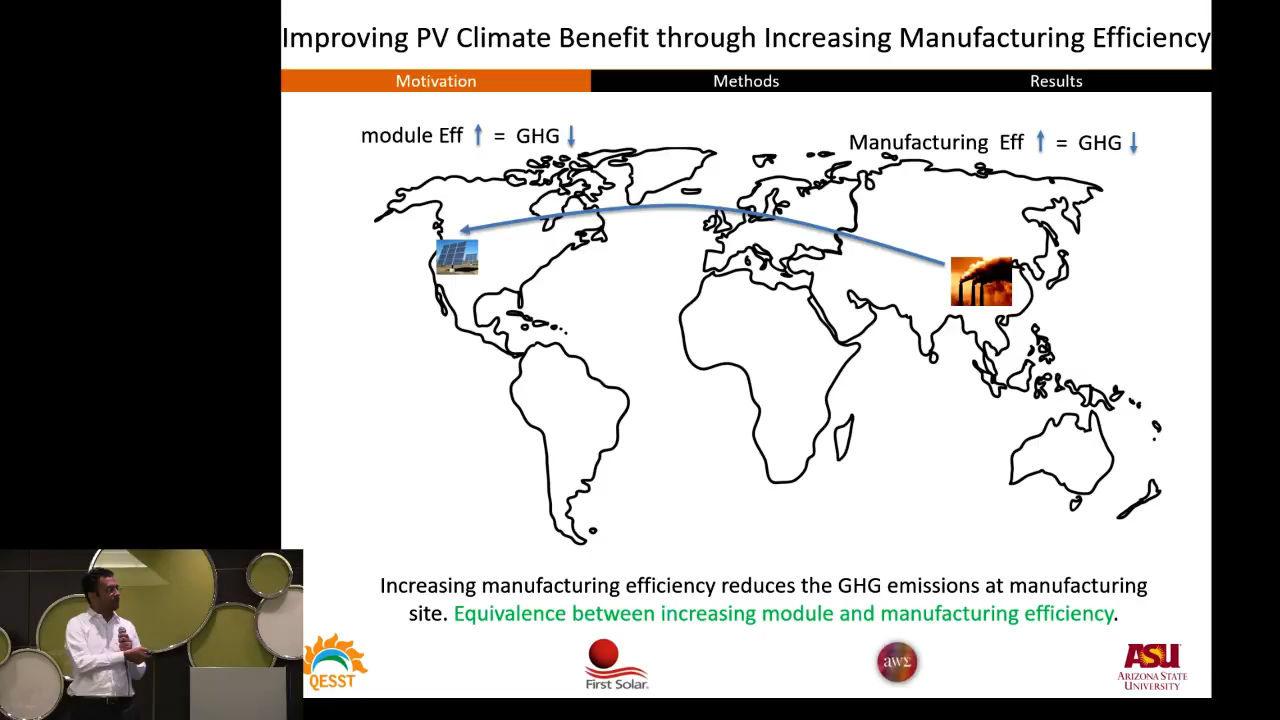 Improving PV Climate Benefit through Increasing Manufacturing Efficiency
Motivation Methods Results
module Eff ↑ = GHG ↓
Manufacturing Eff ↑ = GHG ↓
Increasing manufacturing efficiency reduces the GHG emissions at manufacturing
site. Equivalence between increasing module and manufacturing efficiency.
QESST
First Solar.
awΣ
ASU
ARIZONA STATE
UNIVERSITY